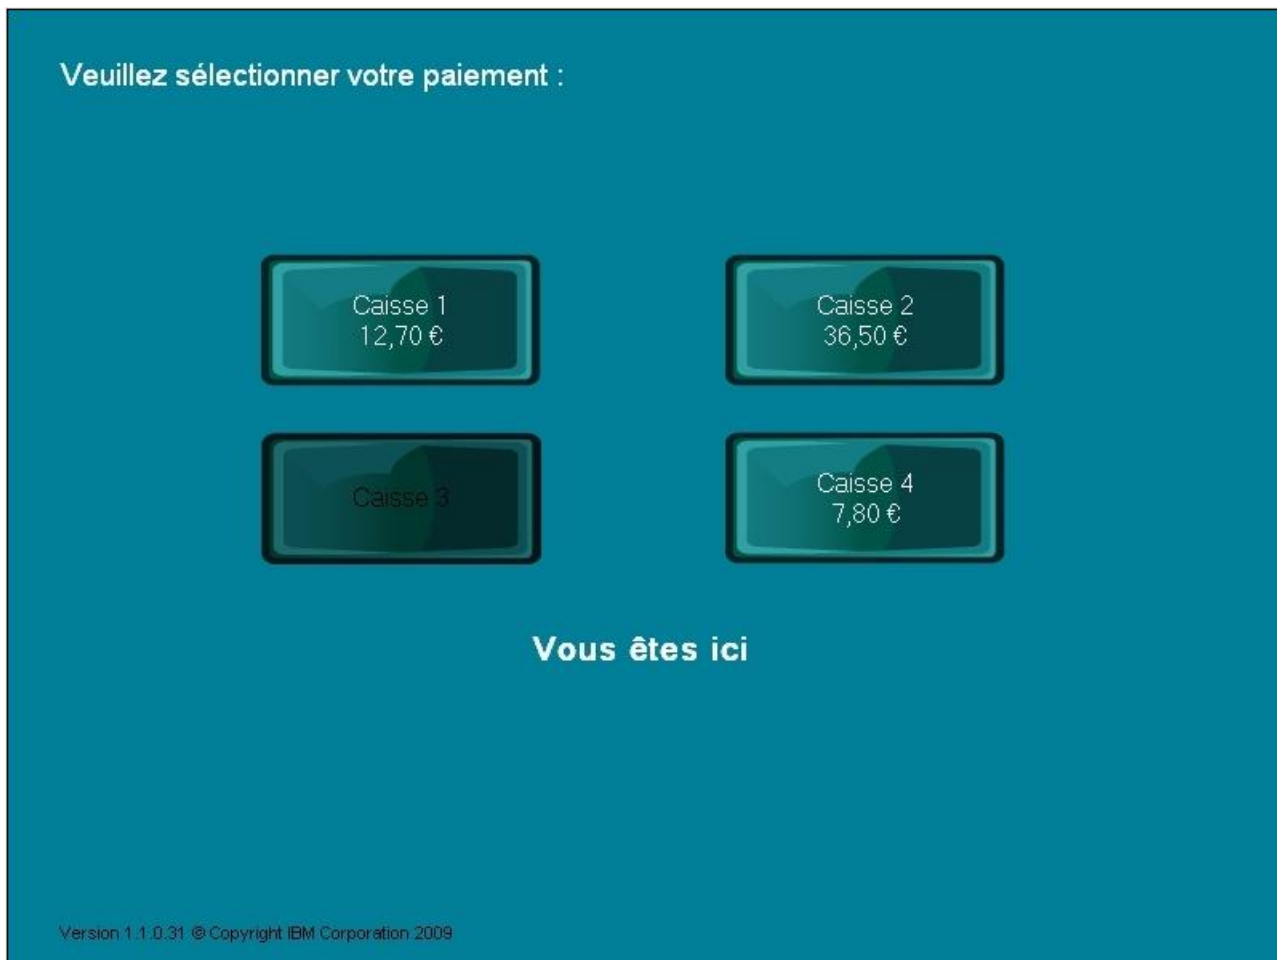 Veuillez sélectionner votre paiement :
Caisse 1
12,70 €
Caisse 2
36,50 €
Caisse 3
Caisse 4
7,80 €
Vous êtes ici
Version 1.1.0.31 © Copyright IBM Corporation 2009